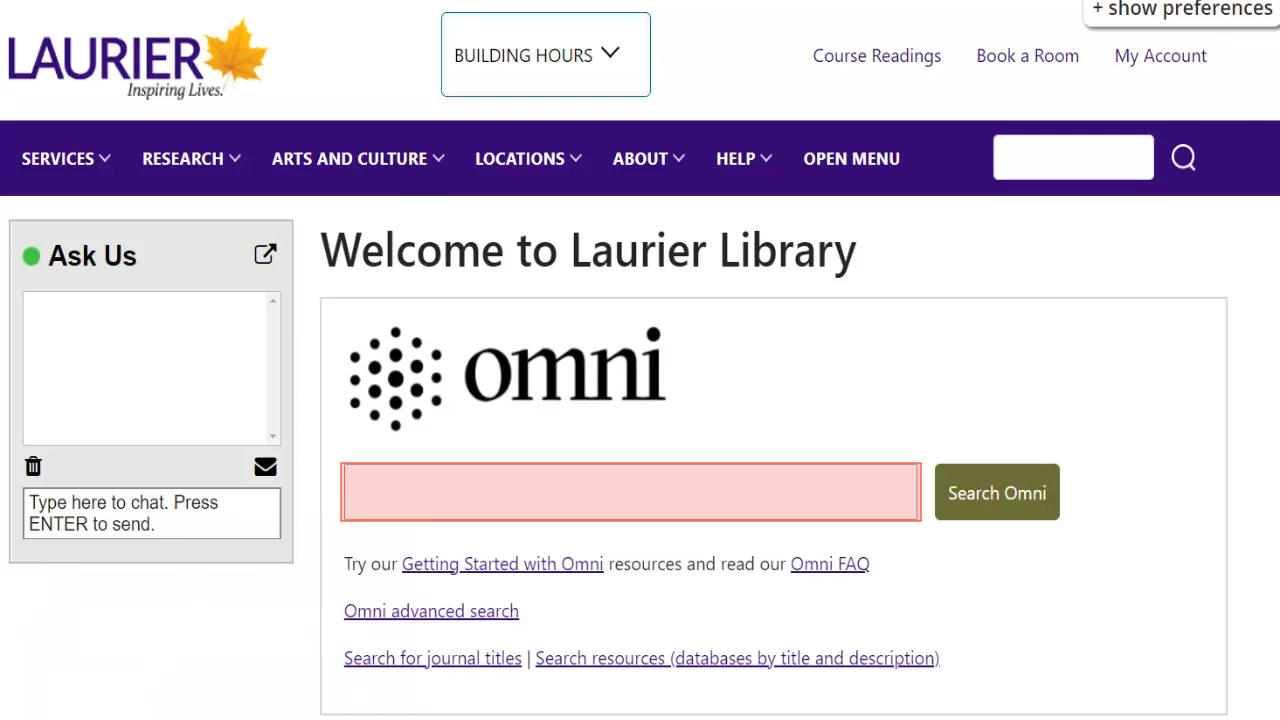 + show preferences
LAURIER
Inspiring Lives.
BUILDING HOURS
Course Readings
Book a Room
My Account
SERVICES
RESEARCH
ARTS AND CULTURE
LOCATIONS
ABOUT
HELP
OPEN MENU
Ask Us
Type here to chat. Press
ENTER to send.
Welcome to Laurier Library
omni
Search Omni
Try our Getting Started with Omni resources and read our Omni FAQ
Omni advanced search
Search for journal titles | Search resources (databases by title and description)